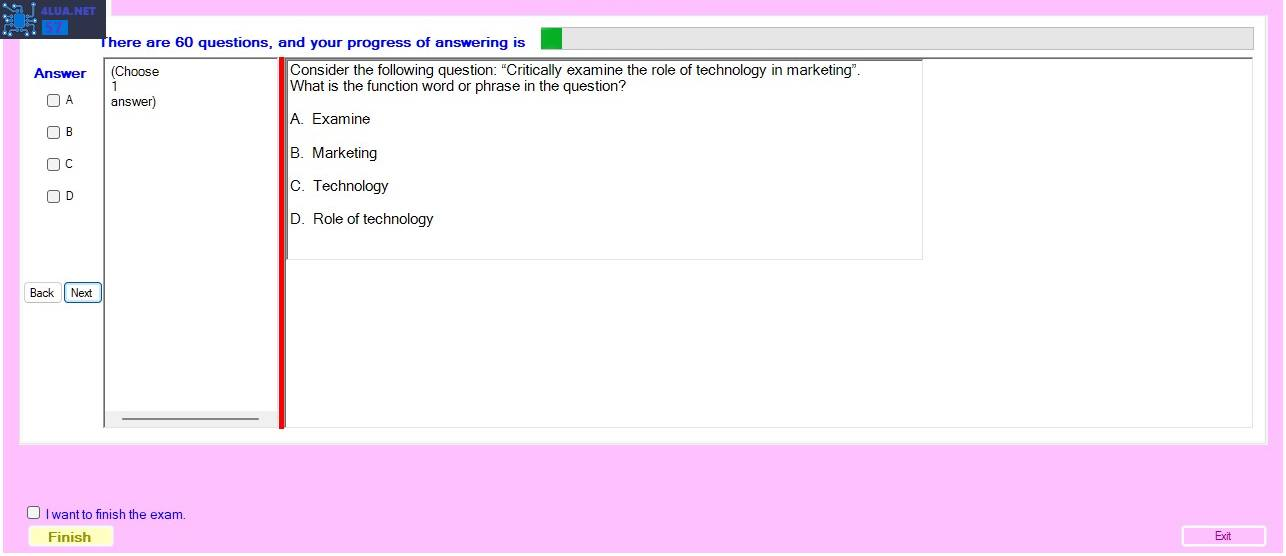 4LUA.NET
57
There are 60 questions, and your progress of answering is
Answer
A
B
C
D
Back
Next
(Choose
1
answer)
Consider the following question: “Critically examine the role of technology in marketing”.
What is the function word or phrase in the question?
A. Examine
B. Marketing
C. Technology
D. Role of technology
I want to finish the exam.
Finish
Exit